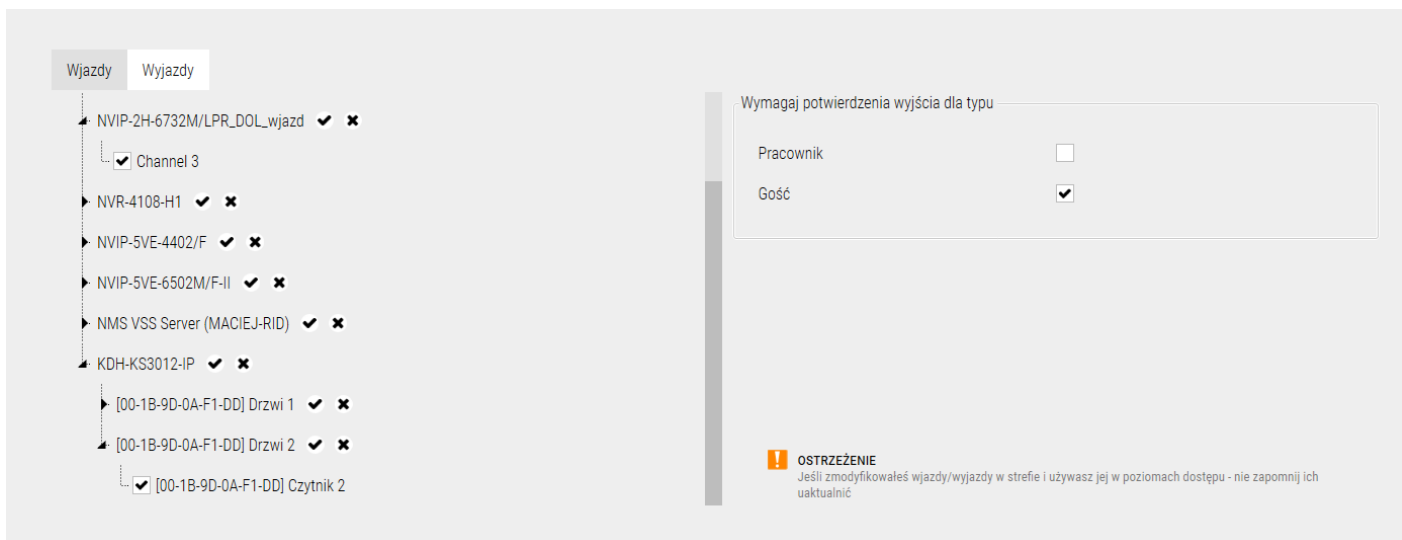 Wjazdy Wyjazdy
NVIP-2H-6732M/LPR_DOL_wjazd
Channel 3
NVR-4108-H1
NVIP-5VE-4402/F
NVIP-5VE-6502M/F-II
NMS VSS Server (MACIEJ-RID)
KDH-KS3012-IP
[00-1B-9D-0A-F1-DD] Drzwi 1
[00-1B-9D-0A-F1-DD] Drzwi 2
[00-1B-9D-0A-F1-DD] Czytnik 2
Wymagaj potwierdzenia wyjścia dla typu
Pracownik
Gość
OSTRZEŻENIE
Jeśli zmodyfikowałeś wjazdy/wyjazdy w strefie i używasz jej w poziomach dostępu - nie zapomnij ich
uaktualnić